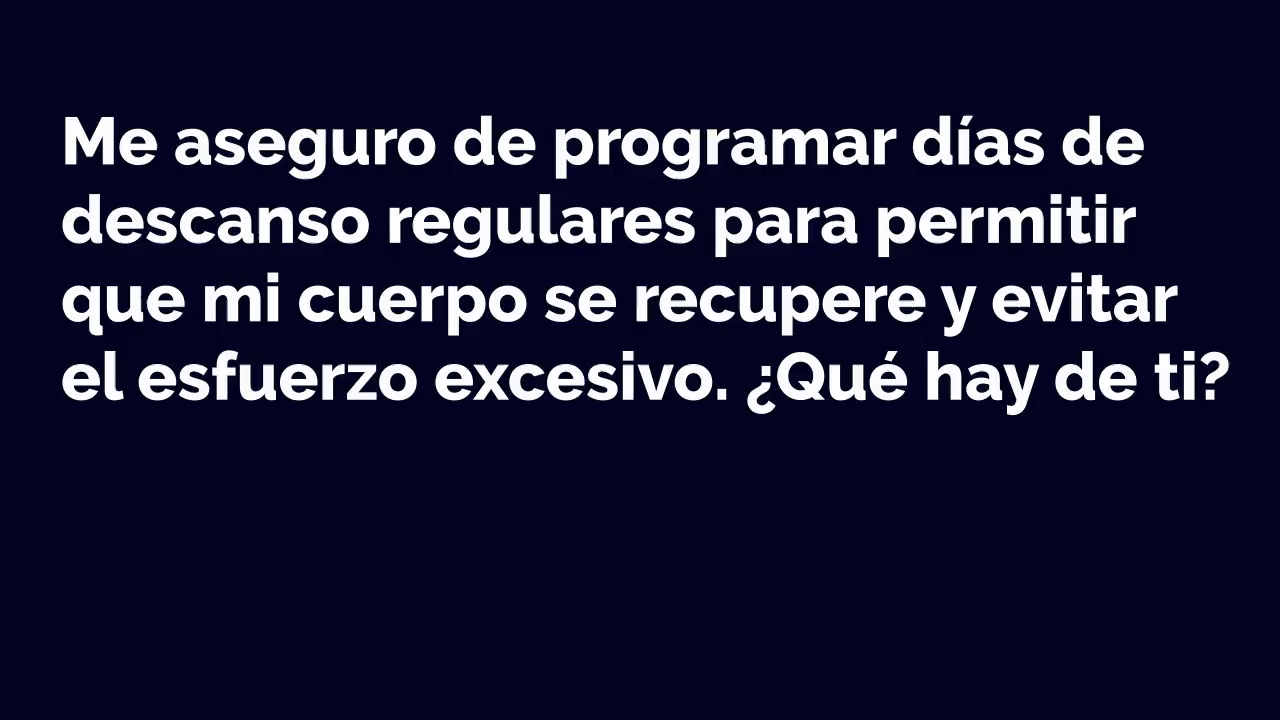 Me aseguro de programar días de
descanso regulares para permitir
que mi cuerpo se recupere y evitar
el esfuerzo excesivo. ¿Qué hay de ti?